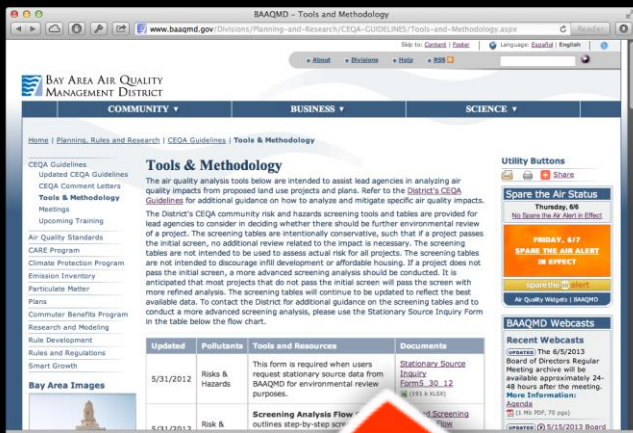 BAAQMD – Tools and Methodology
www.baaqmd.gov/Divisions/Planning-and-Research/CEQA-GUIDELINES/Tools-and-Methodology.aspx
Reader
Skip to: Content | Footer
Language: Español | English
About
Divisions
Help
RSS
BAY AREA AIR QUALITY
MANAGEMENT DISTRICT
COMMUNITY ▼
BUSINESS ▼
SCIENCE ▼
Home | Planning, Rules and Research | CEQA Guidelines | Tools & Methodology
CEQA Guidelines
Updated CEQA Guidelines
CEQA Comment Letters
Tools & Methodology
Meetings
Upcoming Training
Air Quality Standards
CARE Program
Climate Protection Program
Emission Inventory
Particulate Matter
Plans
Commuter Benefits Program
Research and Modeling
Rule Development
Rules and Regulations
Smart Growth
Bay Area Images
Tools & Methodology
The air quality analysis tools below are intended to assist lead agencies in analyzing air
quality impacts from proposed land use projects and plans. Refer to the District's CEQA
Guidelines for additional guidance on how to analyze and mitigate specific air quality impacts.
The District's CEQA community risk and hazards screening tools and tables are provided for
lead agencies to consider in deciding whether there should be further environmental review
of a project. The screening tables are intentionally conservative, such that if a project passes
the initial screen, no additional review related to the impact is necessary. The screening
tables are not intended to be used to assess actual risk for all projects. The screening tables
are not intended to discourage infill development or affordable housing. If a project does not
pass the initial screen, a more advanced screening analysis should be conducted. It is
anticipated that most projects that do not pass the initial screen will pass the screen with
more refined analysis. The screening tables will continue to be updated to reflect the best
available data. To contact the District for additional guidance on the screening tables and to
conduct a more advanced screening analysis, please use the Stationary Source Inquiry Form
in the table below the flow chart.
Updated
Pollutants
Tools and Resources
Documents
5/31/2012
Risks &
Hazards
This form is required when users
request stationary source data from
BAAQMD for environmental review
purposes.
Stationary Source
Inquiry
Form5_30_12
(191 k XLSX)
5/31/2012
Risk &
Screening Analysis Flow
outlines step-by-step
Screening
Flow
Utility Buttons
Share
Spare the Air Status
Thursday, 6/6
No Spare the Air Alert in Effect
FRIDAY, 6/7
SPARE THE AIR ALERT
IN EFFECT
spare the air alert
Air Quality Widgets | BAAQMD
BAAQMD Webcasts
Recent Webcasts
UPDATED The 6/5/2013
Board of Directors Regular
Meeting archive will be
available approximately 24-
48 hours after the meeting.
More Information:
Agenda
(1 Mb PDF, 70 pgs)
UPDATED 5/15/2013 Board